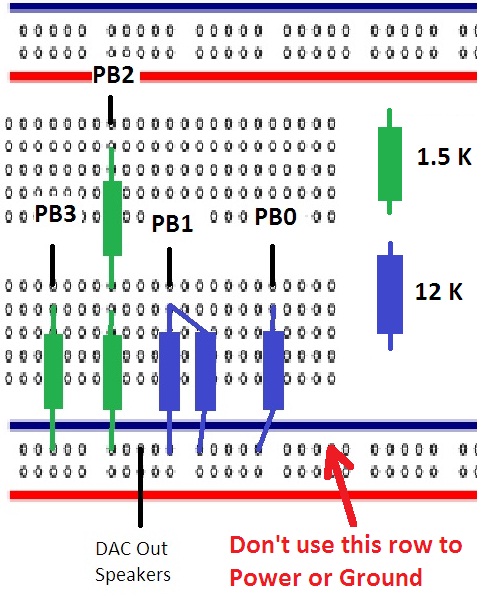 PB2
1.5 K
PB3
PB1
PB0
12 K
DAC Out
Speakers
Don't use this row to
Power or Ground